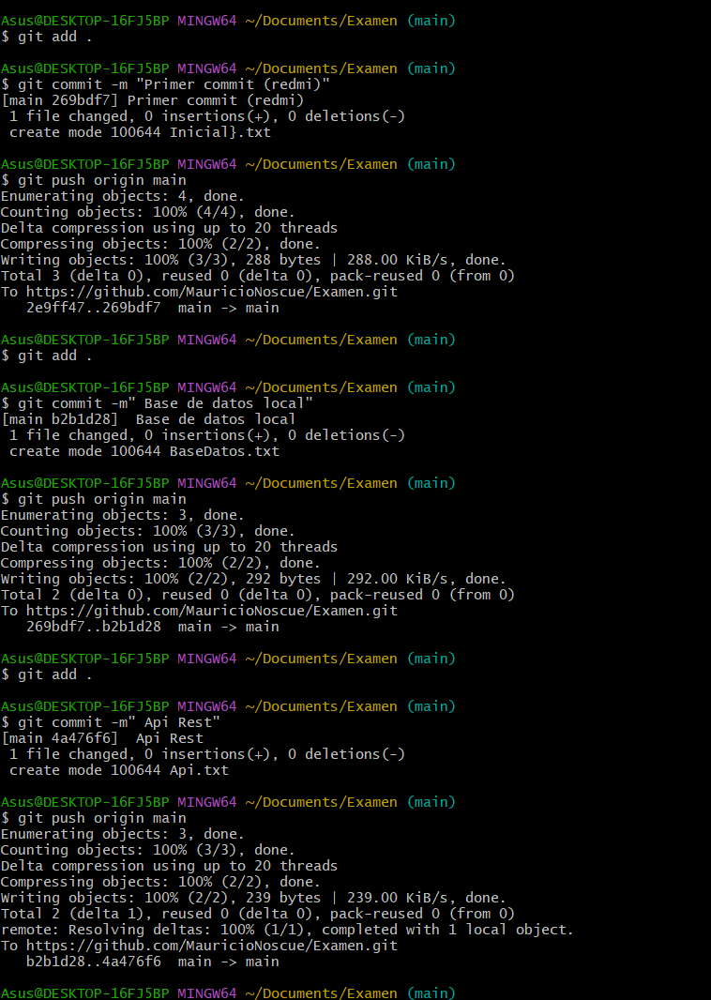 Asus@DESKTOP-16FJ5BP MINGW64 ~/Documents/Examen (main)
$ git add .
Asus@DESKTOP-16FJ5BP MINGW64 ~/Documents/Examen (main)
$ git commit -m "Primer commit (redmi)"
[main 269bdf7] Primer commit (redmi)
 1 file changed, 0 insertions(+), 0 deletions(-)
 create mode 100644 Inicial}.txt
Asus@DESKTOP-16FJ5BP MINGW64 ~/Documents/Examen (main)
$ git push origin main
Enumerating objects: 4, done.
Counting objects: 100% (4/4), done.
Delta compression using up to 20 threads
Compressing objects: 100% (2/2), done.
Writing objects: 100% (3/3), 288 bytes | 288.00 KiB/s, done.
Total 3 (delta 0), reused 0 (delta 0), pack-reused 0 (from 0)
To https://github.com/MauricioNoscue/Examen.git
   2e9ff47..269bdf7  main -> main
Asus@DESKTOP-16FJ5BP MINGW64 ~/Documents/Examen (main)
$ git add .
Asus@DESKTOP-16FJ5BP MINGW64 ~/Documents/Examen (main)
$ git commit -m" Base de datos local"
[main b2b1d28]  Base de datos local
 1 file changed, 0 insertions(+), 0 deletions(-)
 create mode 100644 BaseDatos.txt
Asus@DESKTOP-16FJ5BP MINGW64 ~/Documents/Examen (main)
$ git push origin main
Enumerating objects: 3, done.
Counting objects: 100% (3/3), done.
Delta compression using up to 20 threads
Compressing objects: 100% (2/2), done.
Writing objects: 100% (2/2), 292 bytes | 292.00 KiB/s, done.
Total 2 (delta 0), reused 0 (delta 0), pack-reused 0 (from 0)
To https://github.com/MauricioNoscue/Examen.git
   269bdf7..b2b1d28  main -> main
Asus@DESKTOP-16FJ5BP MINGW64 ~/Documents/Examen (main)
$ git add .
Asus@DESKTOP-16FJ5BP MINGW64 ~/Documents/Examen (main)
$ git commit -m" Api Rest"
[main 4a476f6]  Api Rest
 1 file changed, 0 insertions(+), 0 deletions(-)
 create mode 100644 Api.txt
Asus@DESKTOP-16FJ5BP MINGW64 ~/Documents/Examen (main)
$ git push origin main
Enumerating objects: 3, done.
Counting objects: 100% (3/3), done.
Delta compression using up to 20 threads
Compressing objects: 100% (2/2), done.
Writing objects: 100% (2/2), 239 bytes | 239.00 KiB/s, done.
Total 2 (delta 1), reused 0 (delta 0), pack-reused 0 (from 0)
remote: Resolving deltas: 100% (1/1), completed with 1 local object.
To https://github.com/MauricioNoscue/Examen.git
   b2b1d28..4a476f6  main -> main
Asus@DESKTOP-16FJ5BP MINGW64 ~/Documents/Examen (main)